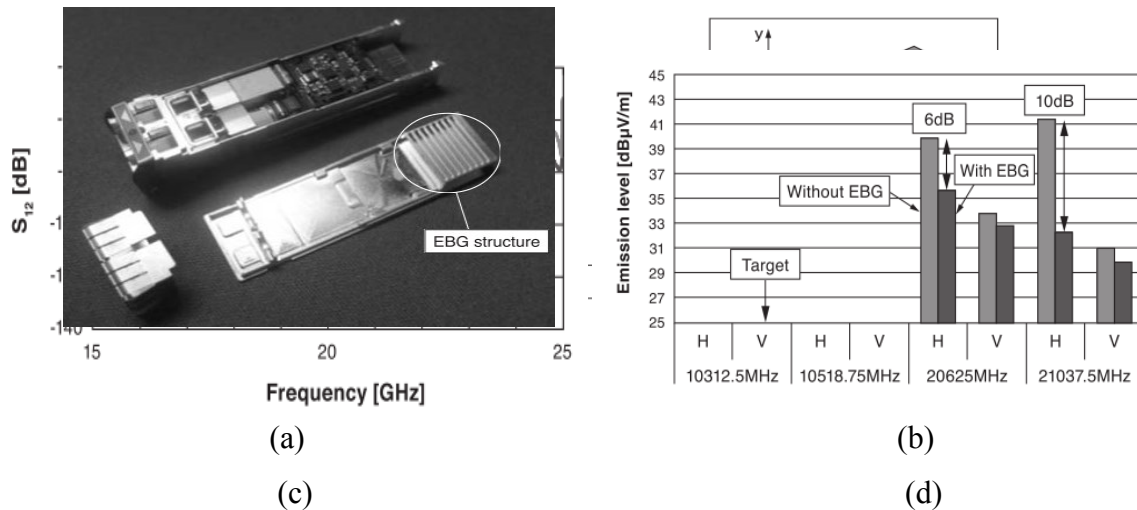 S12 [dB]
-1
-1
-140
15
20
25
Frequency [GHz]
EBG structure
(a)
y
Emission level [dBµV/m]
45
43
41
39
37
35
33
31
29
27
25
6dB
10dB
Without EBG
With EBG
Target
H V H V H V H V
10312.5MHz 10518.75MHz 20625MHz 21037.5MHz
(b)
(c) (d)